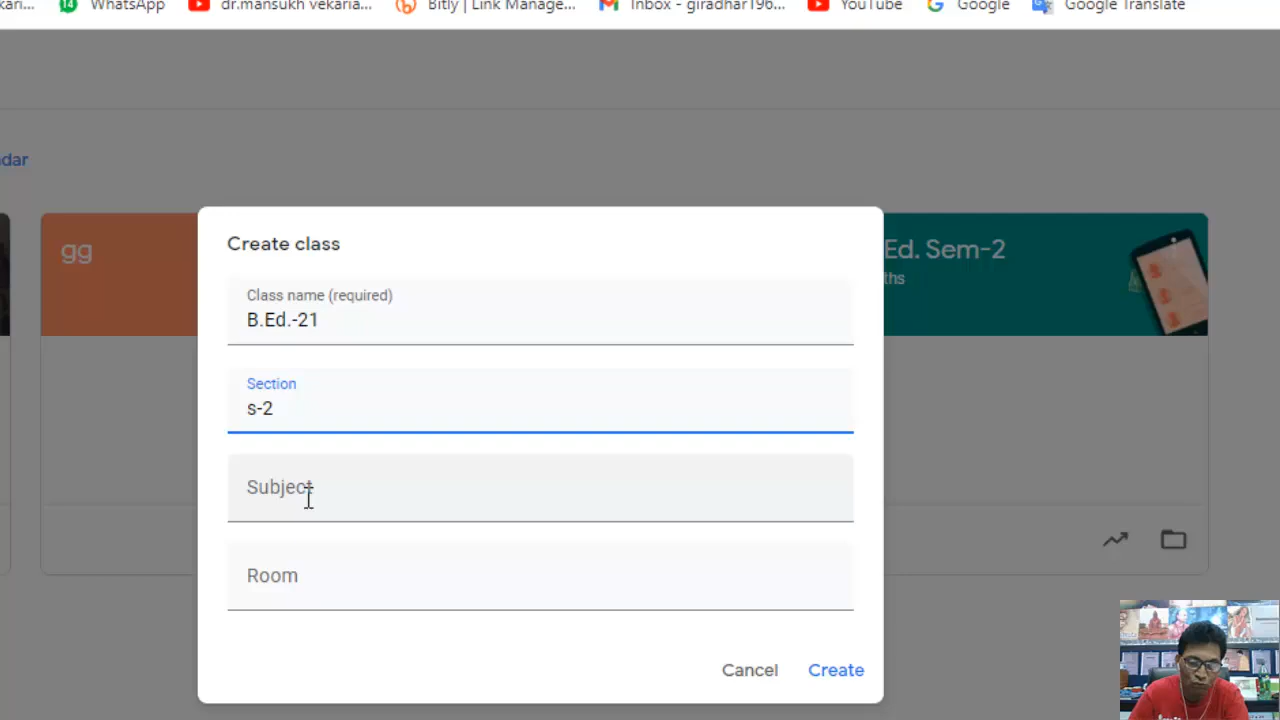 WhatsApp dr.mansukh vekaria... Bitly | Link Manage... Inbox - giradhar196... YouTube Google Google Translate
gg
Ed. Sem-2
Create class
Class name (required)
B.Ed.-21
Section
s-2
Subject
Room
Cancel Create